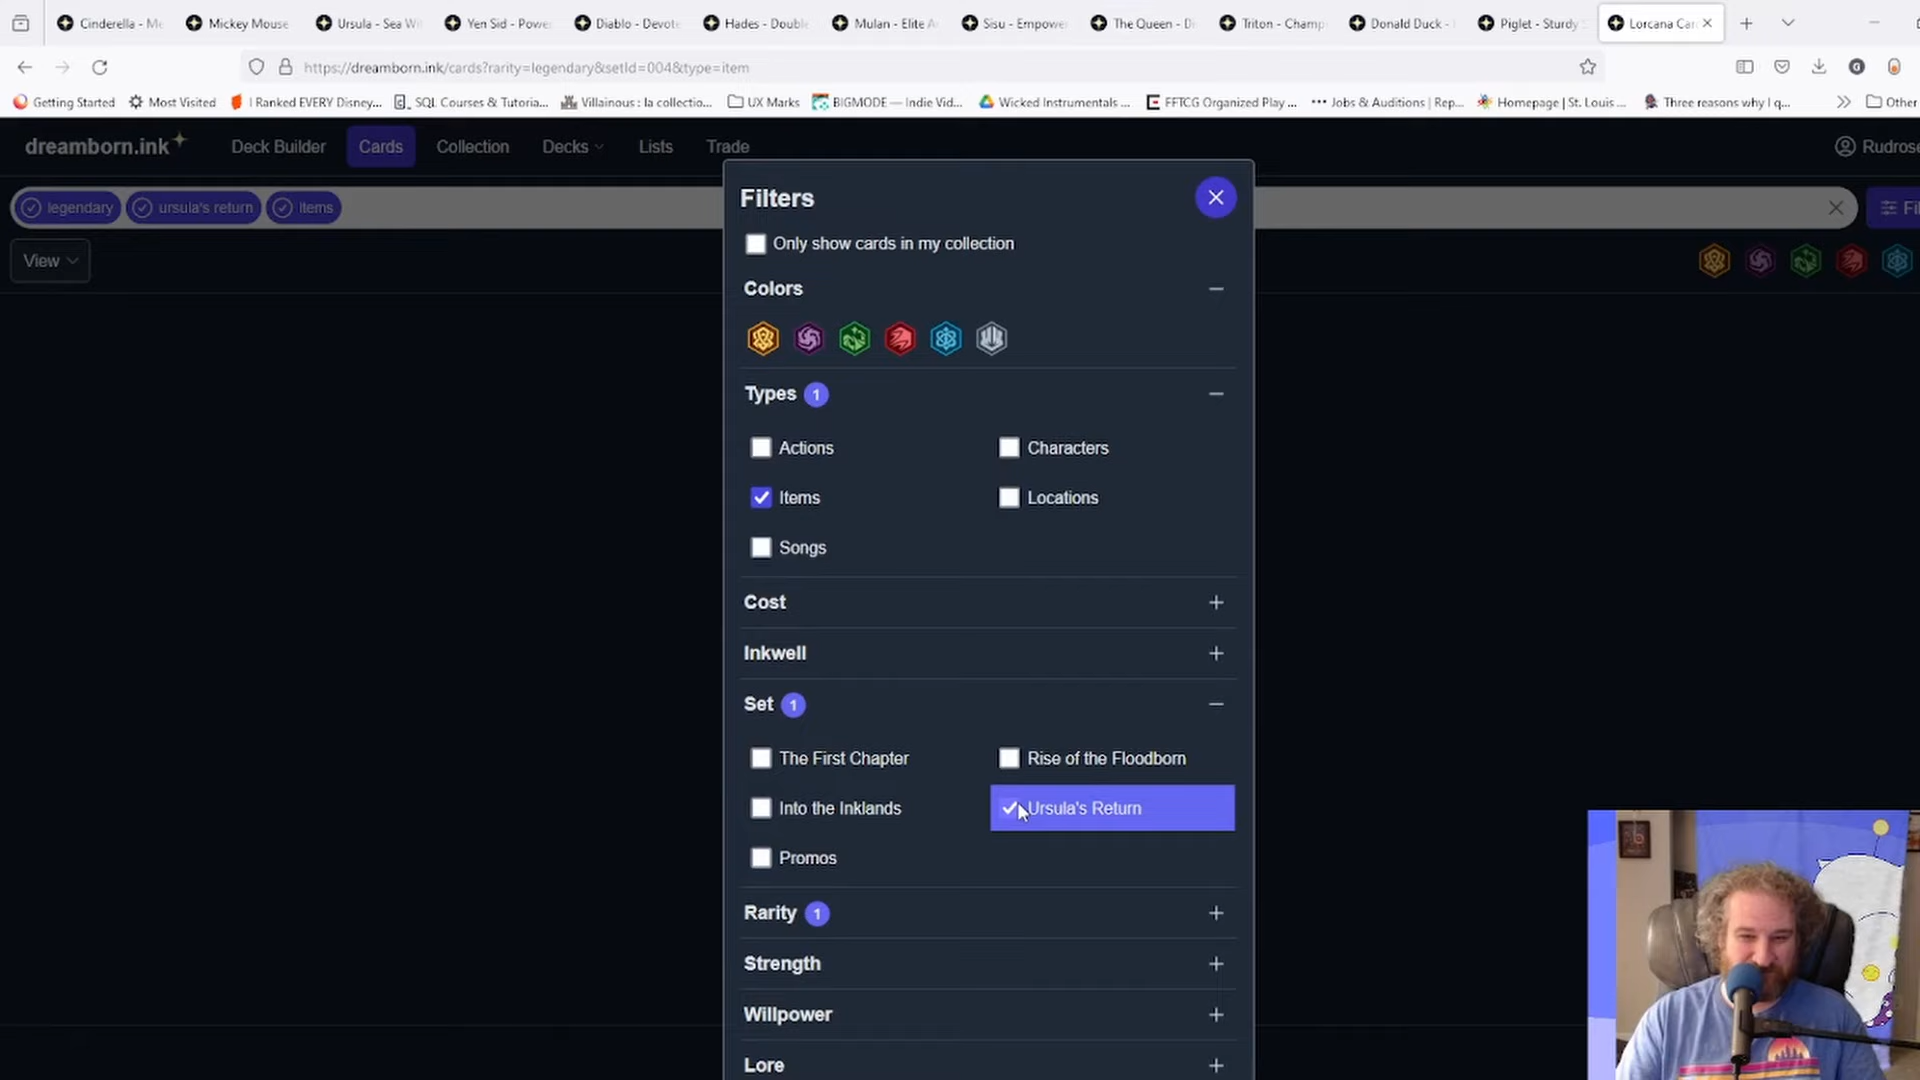 Cinderella - Me
Mickey Mouse
Ursula - Sea Wi
Yen Sid - Powe
Diablo - Devote
Hades - Double
Mulan - Elite A
Sisu - Empowe
The Queen - Di
Triton - Champ
Donald Duck -
Piglet - Sturdy
Lorcana Car
https://dreamborn.ink/cards?rarity=legendary&setId=004&type=item
Getting Started
Most Visited
I Ranked EVERY Disney...
SQL Courses & Tutoria...
Villainous : la collectio...
UX Marks
BIGMODE — Indie Vid...
Wicked Instrumentals ...
FFTCG Organized Play ...
Jobs & Auditions | Rep...
Homepage | St. Louis ...
Three reasons why I q...
Other
dreamborn.ink
Deck Builder
Cards
Collection
Decks
Lists
Trade
Rudrose
legendary
ursula's return
Items
Fil
View
Filters
Only show cards in my collection
Colors
Types 1
Actions
Characters
Items
Locations
Songs
Cost
Inkwell
Set 1
The First Chapter
Rise of the Floodborn
Into the Inklands
Ursula's Return
Promos
Rarity 1
Strength
Willpower
Lore